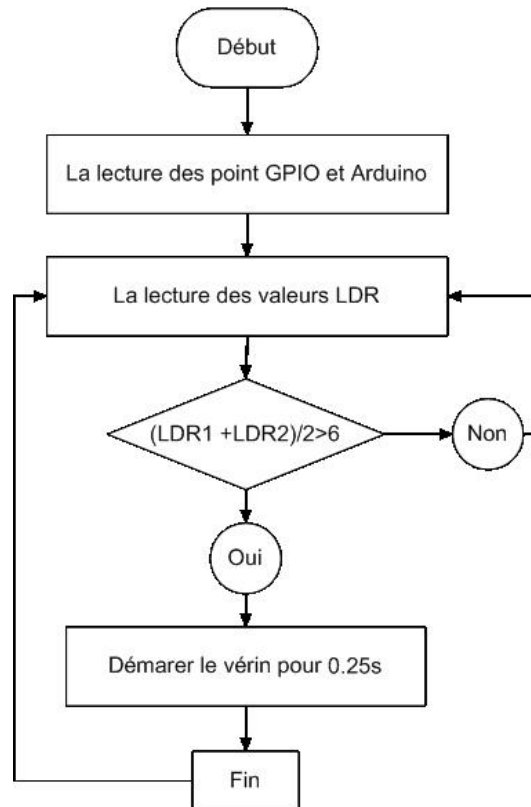 Début
La lecture des point GPIO et Arduino
La lecture des valeurs LDR
(LDR1 +LDR2)/2>6
Non
Oui
Démarer le vérin pour 0.25s
Fin